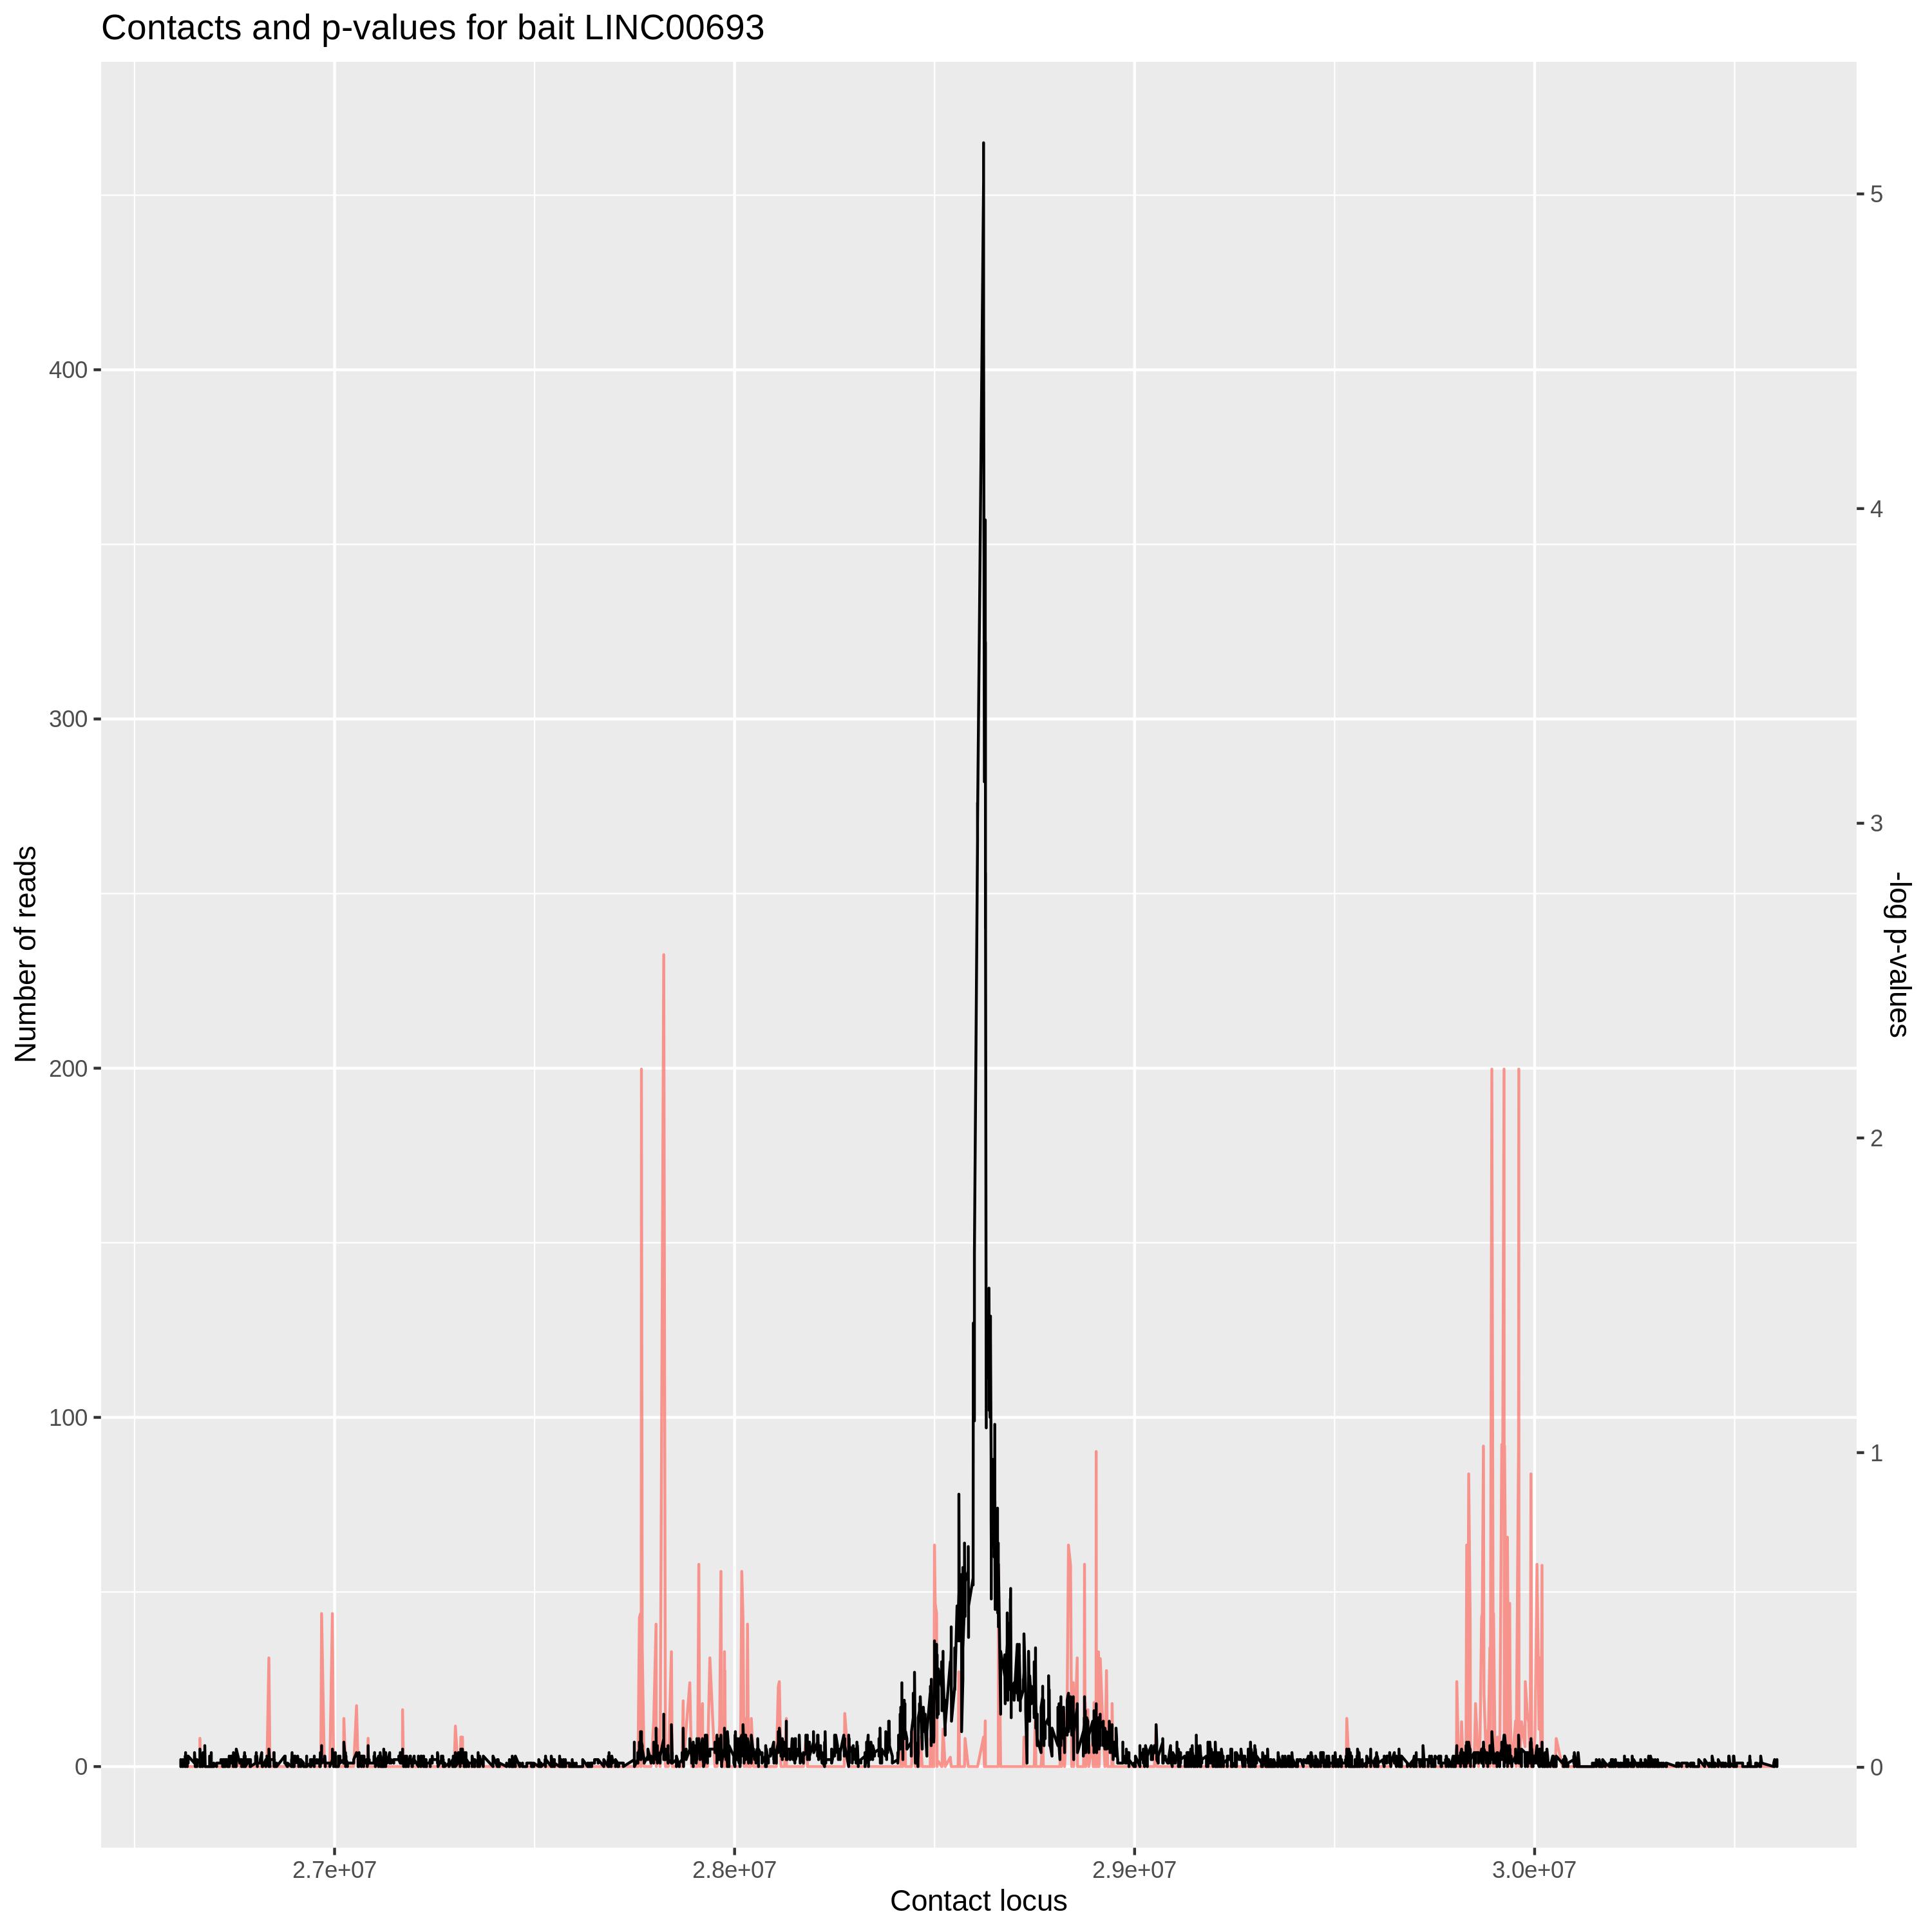 Contacts and p-values for bait LINC00693
Number of reads
400
300
200
100
0
5
4
3
2
1
0
-log p-values
2.7e+07
2.8e+07
2.9e+07
3.0e+07
Contact locus